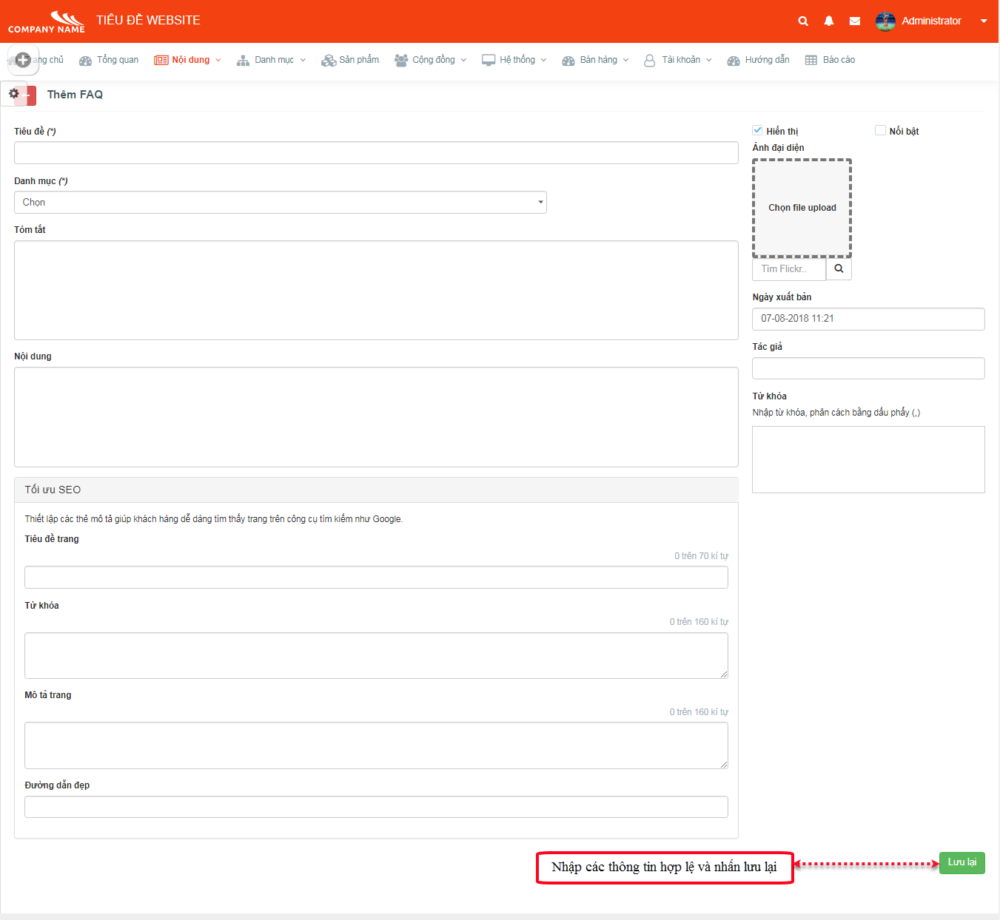 COMPANY NAME
TIÊU ĐỀ WEBSITE
Administrator
Trang chủ
Tổng quan
Nội dung
Danh mục
Sản phẩm
Cộng đồng
Hệ thống
Bán hàng
Tài khoản
Hướng dẫn
Báo cáo
Thêm FAQ
Tiêu đề (*)
Hiển thị
Nổi bật
Ảnh đại diện
Chọn file upload
Tìm Flickr..
Danh mục (*)
Chọn
Tóm tắt
Ngày xuất bản
07-08-2018 11:21
Tác giả
Nội dung
Từ khóa
Nhập từ khóa, phân cách bằng dấu phẩy (,)
Tối ưu SEO
Thiết lập các thẻ mô tả giúp khách hàng dễ dàng tìm thấy trang trên công cụ tìm kiếm như Google.
Tiêu đề trang
0 trên 70 kí tự
Từ khóa
0 trên 160 kí tự
Mô tả trang
0 trên 160 kí tự
Đường dẫn đẹp
Nhập các thông tin hợp lệ và nhấn lưu lại
Lưu lại